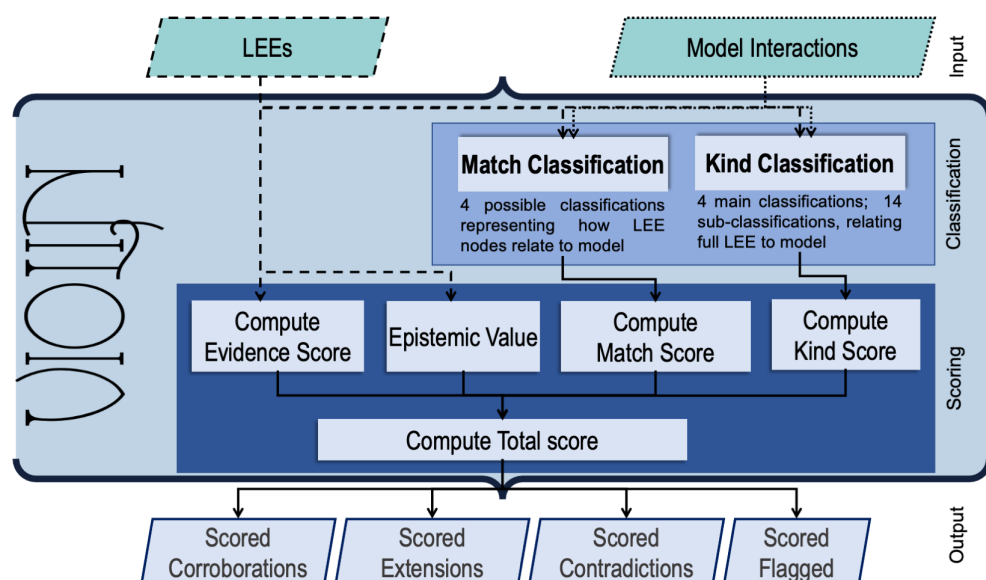 LEEs
Model Interactions
Input
Match Classification
4 possible classifications
representing how LEE
nodes relate to model
Kind Classification
4 main classifications; 14
sub-classifications, relating
full LEE to model
Classification
VIOLIN
Compute
Evidence Score
Epistemic Value
Compute
Match Score
Compute
Kind Score
Scoring
Compute Total score
Output
Scored
Corroborations
Scored
Extensions
Scored
Contradictions
Scored
Flagged